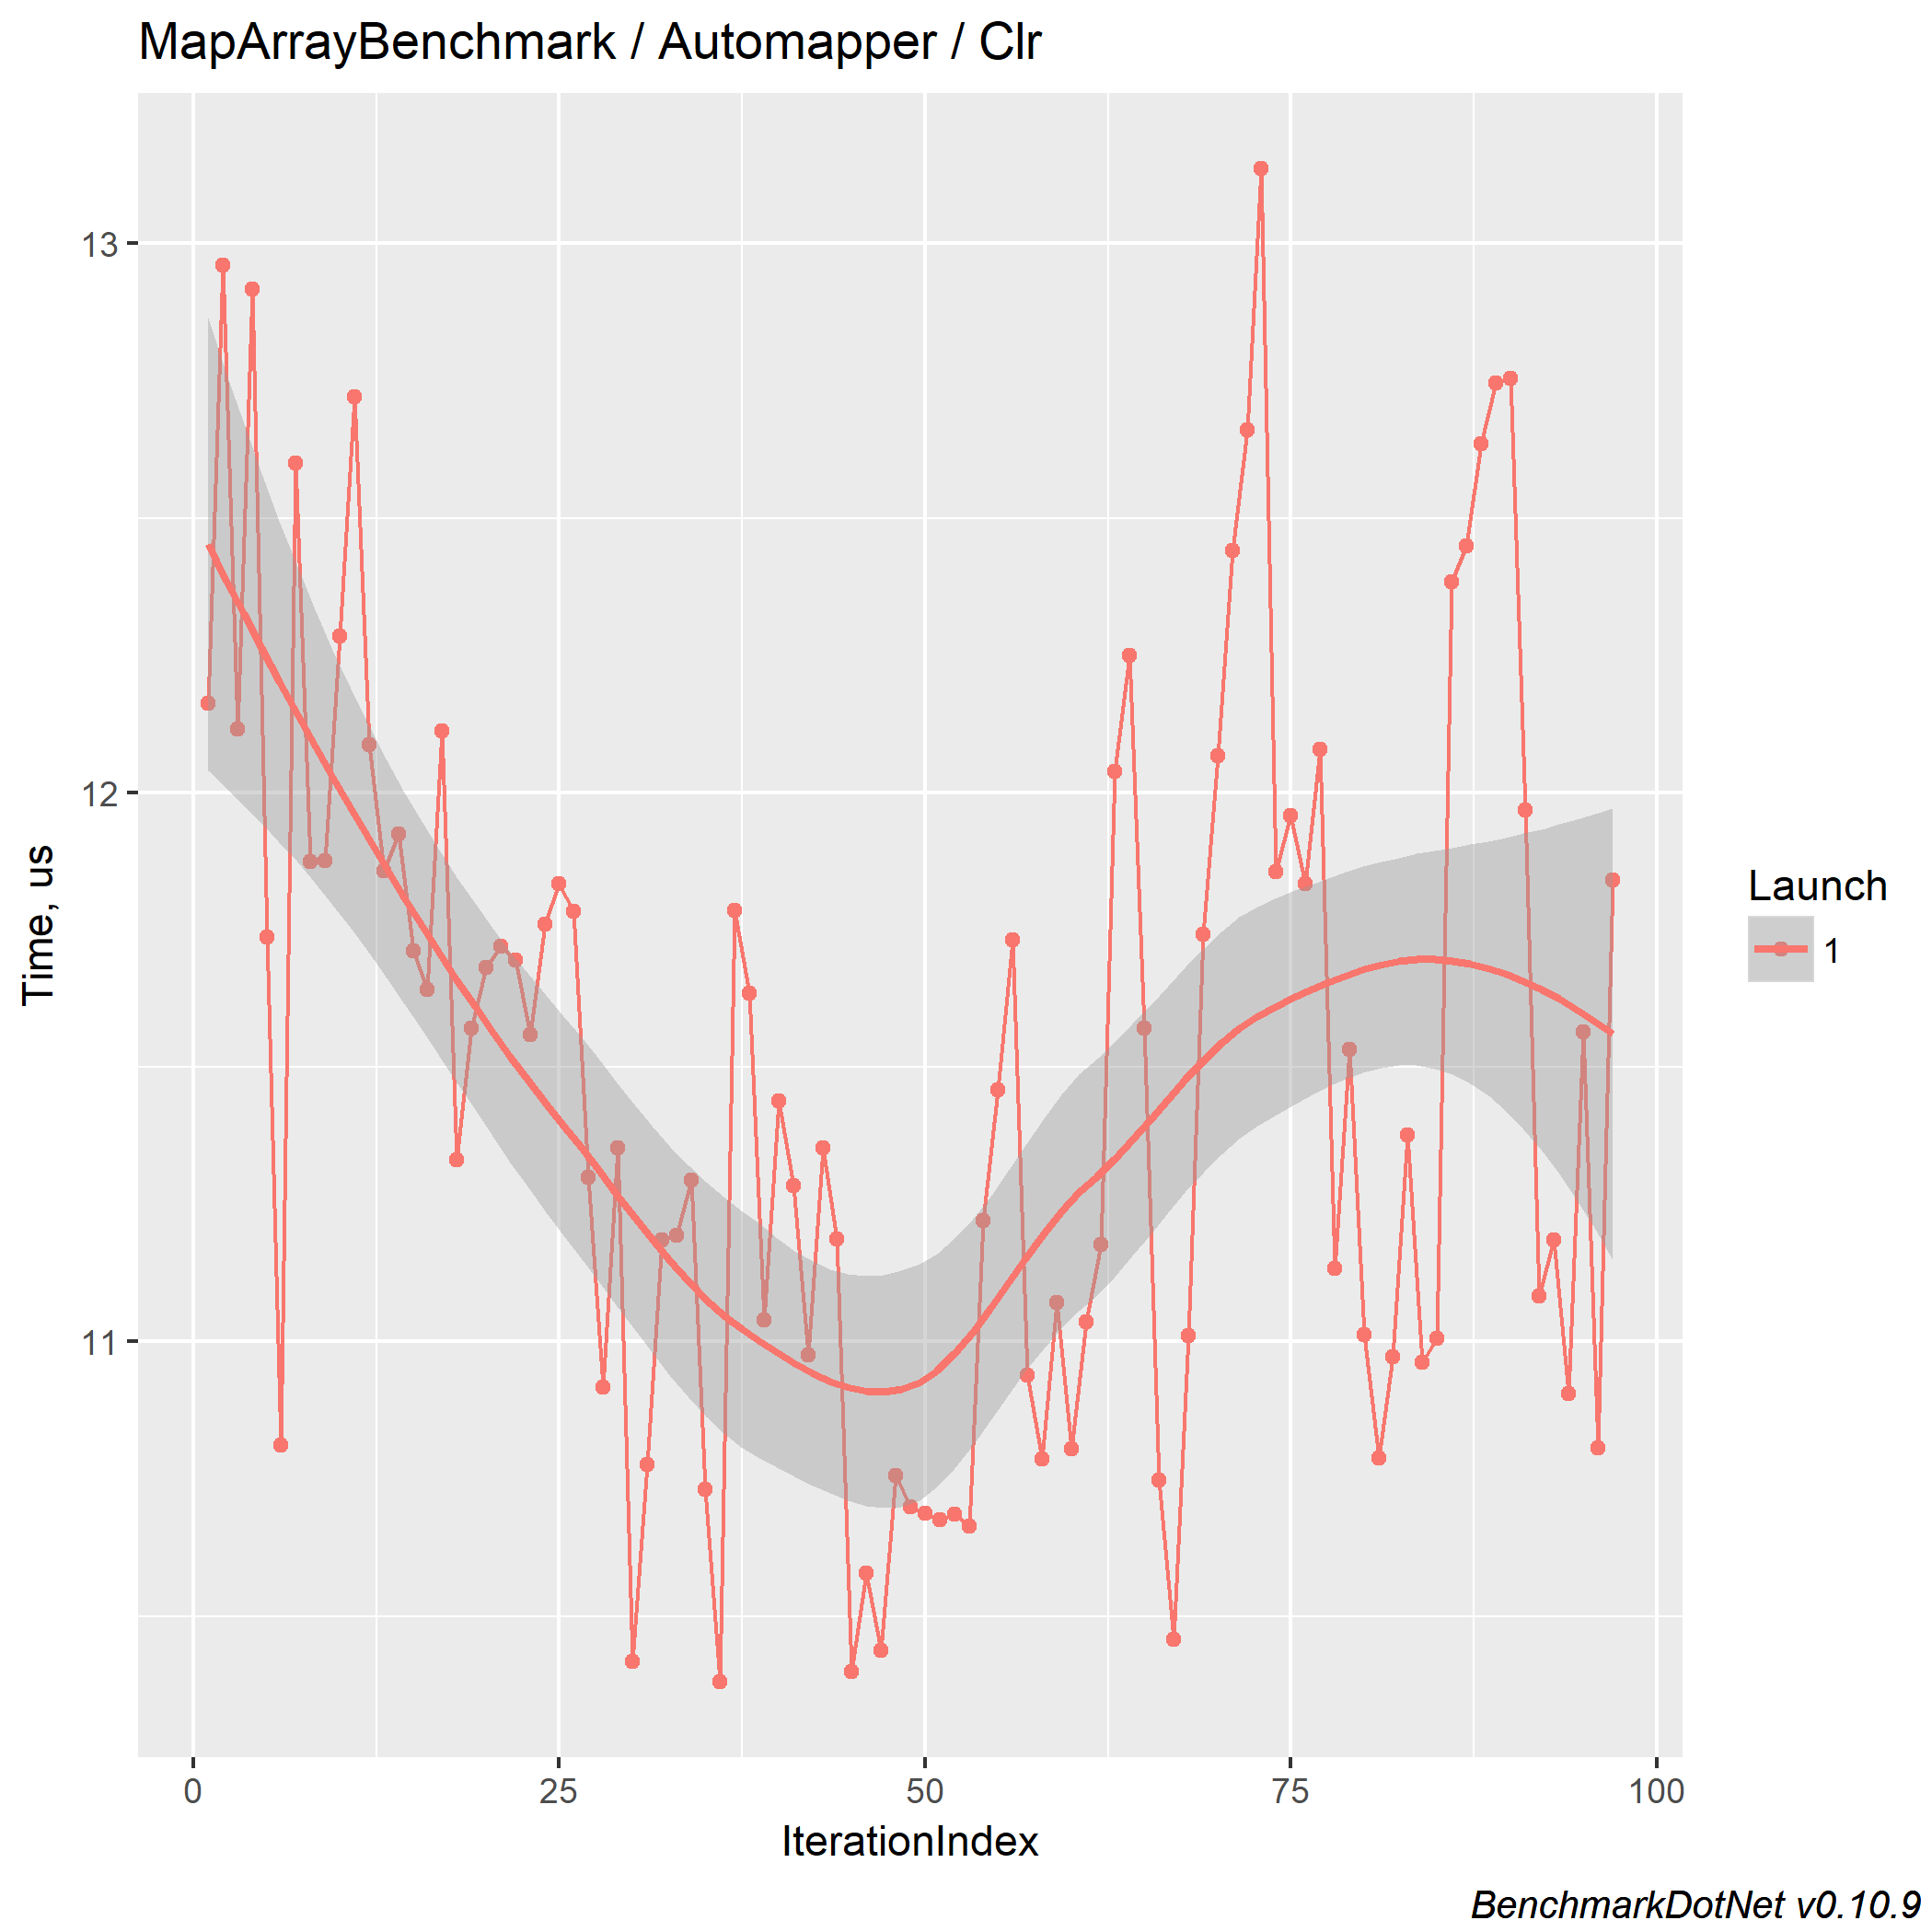 MapArrayBenchmark / Automapper / Clr
13
12
11
Time, us
0 25 50 75 100
IterationIndex
Launch
1
BenchmarkDotNet v0.10.9